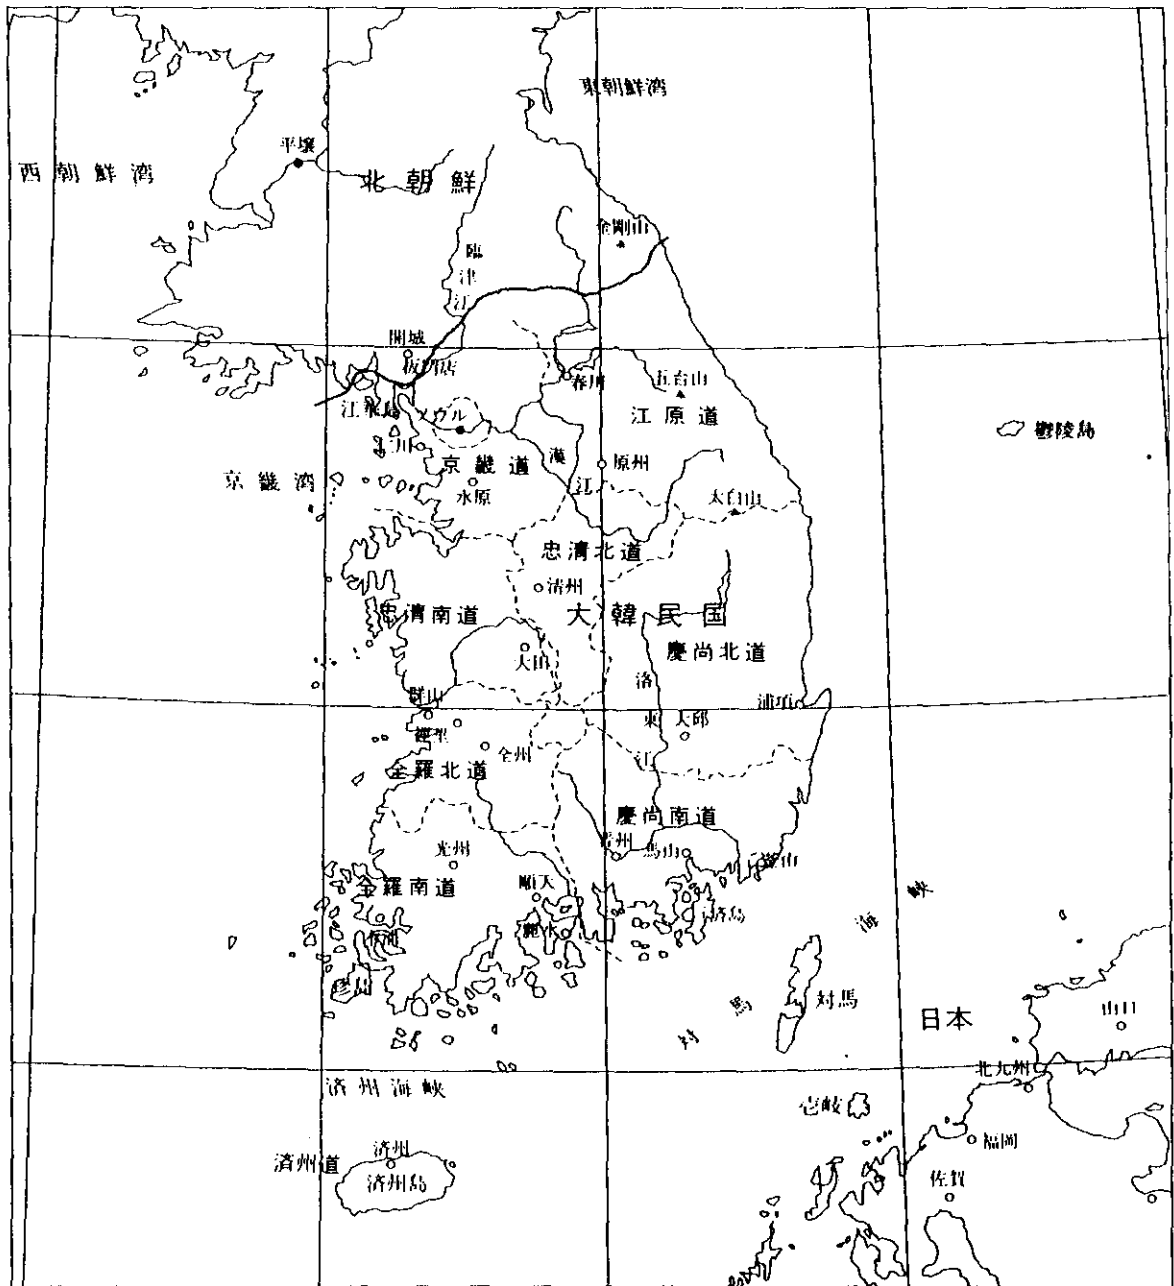 東朝鮮湾
平壌
西朝鮮湾
北朝鮮
金剛山
臨津江
開城
板門店
春川
五台山
江原道
鬱陵島
ソウル
京畿道
漢江
原州
京畿湾
水原
太白山
忠清北道
清州
忠清南道
大韓民国
慶尚北道
大田
洛東江
群山
浦項
大邱
裡里
全州
全羅北道
慶尚南道
晋州
馬山
釜山
光州
全羅南道
順天
麗水
対馬海峡
対馬
日本
山口
北九州
済州海峡
壱岐
福岡
済州道
済州
済州島
佐賀